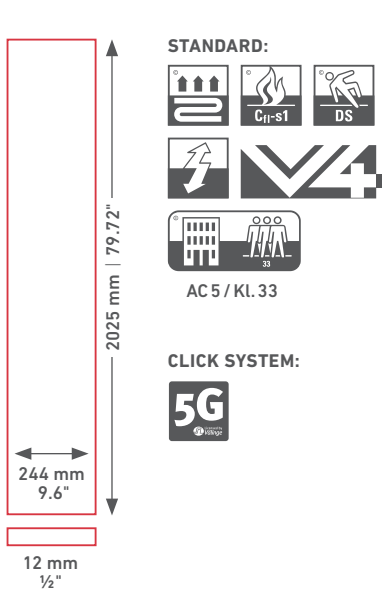 STANDARD:
©
©
Cfl-s1
©
DS
V4+
©
33
AC 5 / Kl. 33
2025 mm | 79.72"
CLICK SYSTEM:
5G
Välinge
244 mm
9.6"
12 mm
½"